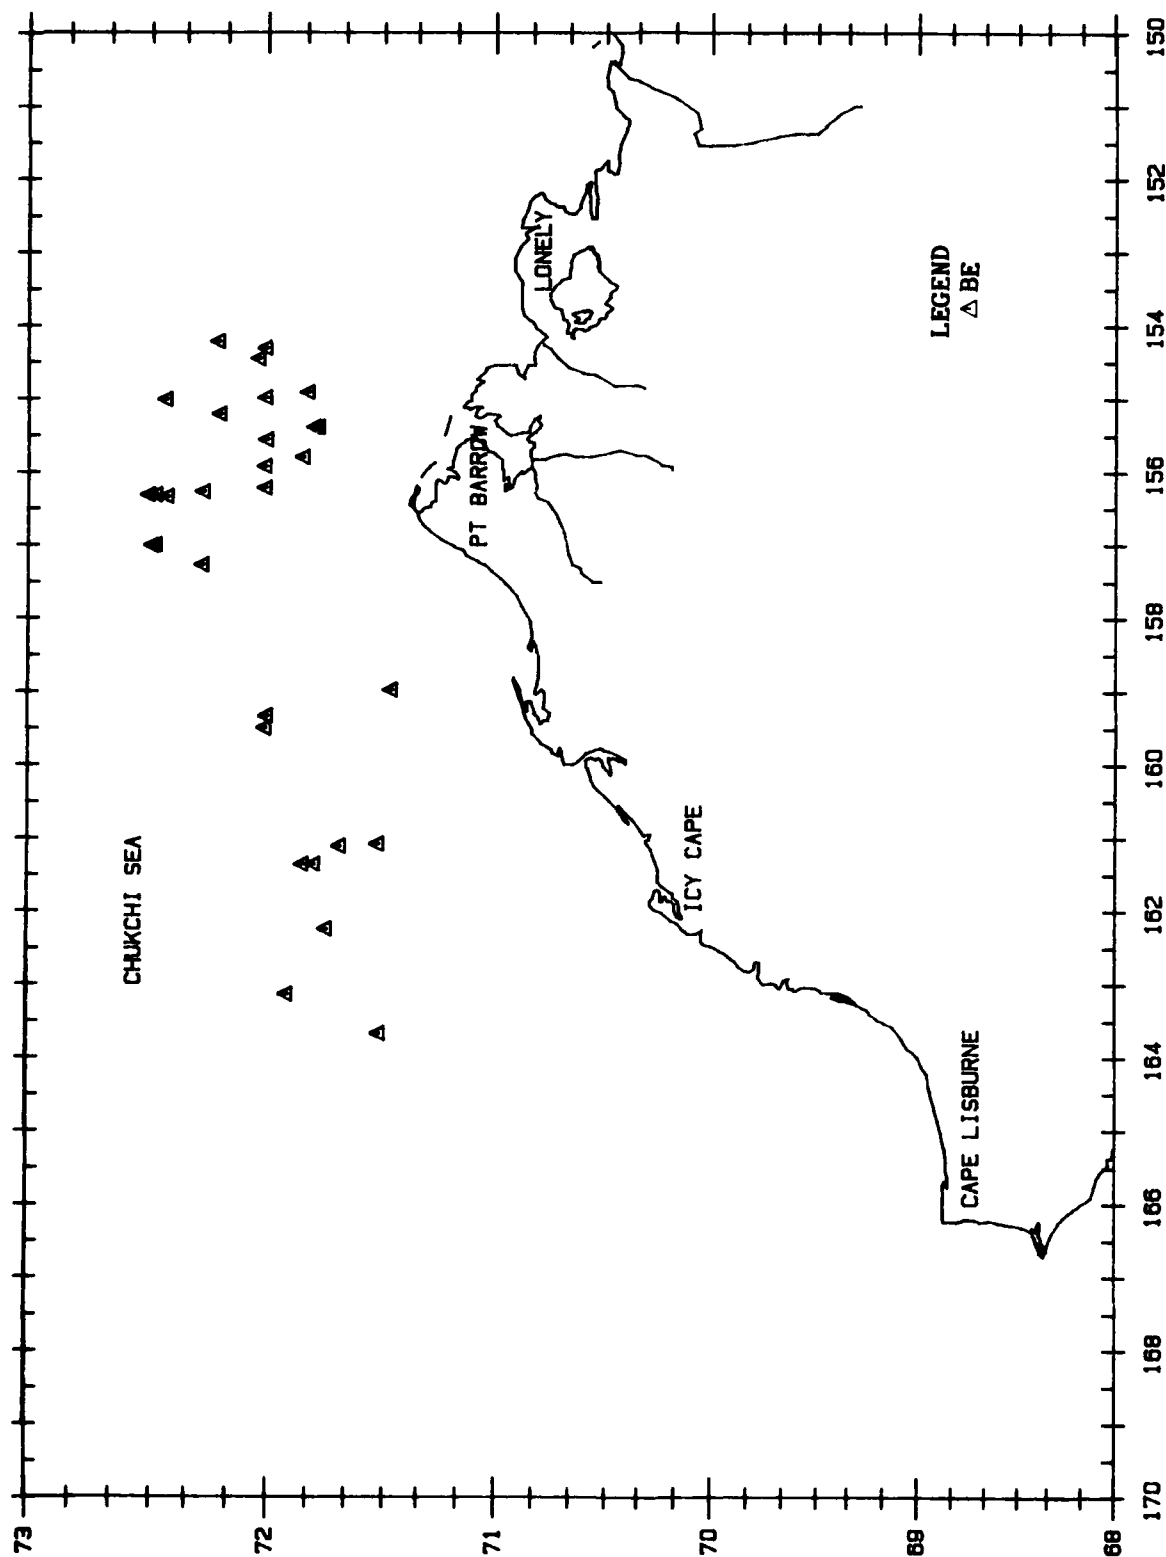 73
72
71
70
69
68
170
168
166
164
162
160
158
156
154
152
150
CHUKCHI SEA
PT BARROW
LONELY
ICY CAPE
CAPE LISBURNE
LEGEND
BE